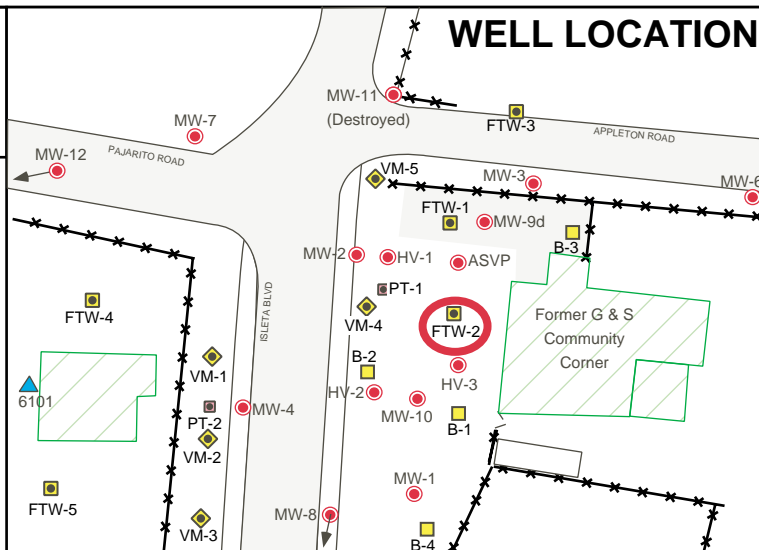 WELL LOCATION
MW-11
(Destroyed)
FTW-3
APPLETON ROAD
MW-7
PAJARITO ROAD
MW-12
VM-5
MW-3
MW-6
FTW-1
MW-9d
B-3
MW-2
HV-1
ASVP
PT-1
FTW-4
ISLETA BLVD
VM-4
FTW-2
Former G & S
Community
Corner
B-2
VM-1
HV-3
6101
HV-2
MW-10
PT-2
MW-4
B-1
VM-2
MW-1
FTW-5
MW-8
VM-3
B-4